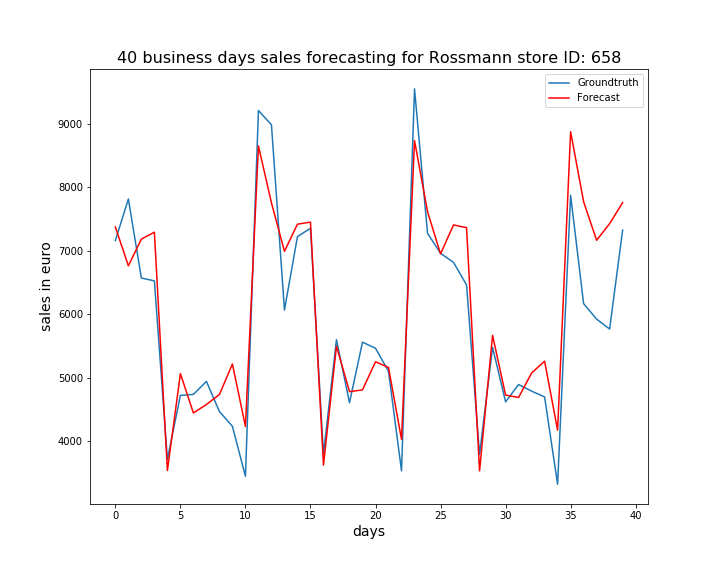 40 business days sales forecasting for Rossmann store ID: 658
Groundtruth
Forecast
sales in euro
9000
8000
7000
6000
5000
4000
0 5 10 15 20 25 30 35 40
days